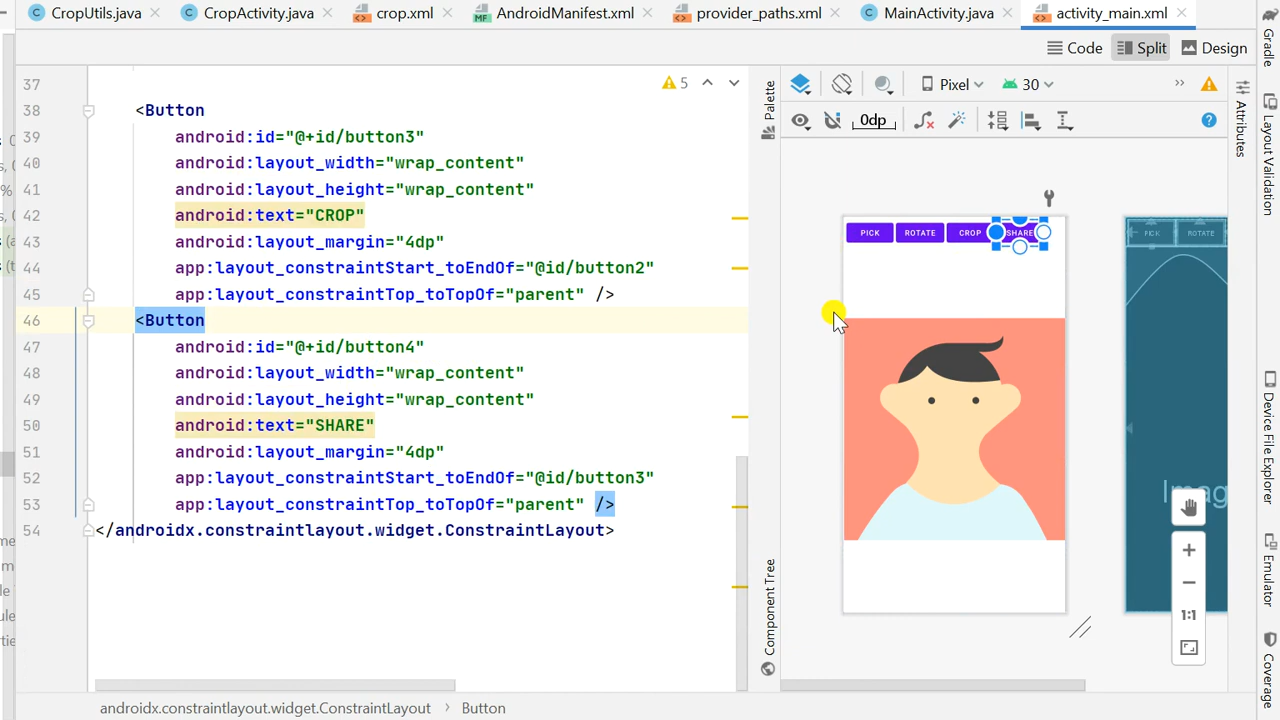 CropUtils.java
CropActivity.java
crop.xml
AndroidManifest.xml
provider_paths.xml
MainActivity.java
activity_main.xml
Code
Split
Design
37
38 <Button
39 android:id="@+id/button3"
40 android:layout_width="wrap_content"
41 android:layout_height="wrap_content"
42 android:text="CROP"
43 android:layout_margin="4dp"
44 app:layout_constraintStart_toEndOf="@id/button2"
45 app:layout_constraintTop_toTopOf="parent" />
46 <Button
47 android:id="@+id/button4"
48 android:layout_width="wrap_content"
49 android:layout_height="wrap_content"
50 android:text="SHARE"
51 android:layout_margin="4dp"
52 app:layout_constraintStart_toEndOf="@id/button3"
53 app:layout_constraintTop_toTopOf="parent" />
54 </androidx.constraintlayout.widget.ConstraintLayout>
5
Palette
Component Tree
Pixel
30
0dp
PICK
ROTATE
CROP
SHARE
PICK
ROTATE
Imag
1:1
Attributes
Gradle
Layout Validation
Device File Explorer
Emulator
Coverage
androidx.constraintlayout.widget.ConstraintLayout
Button